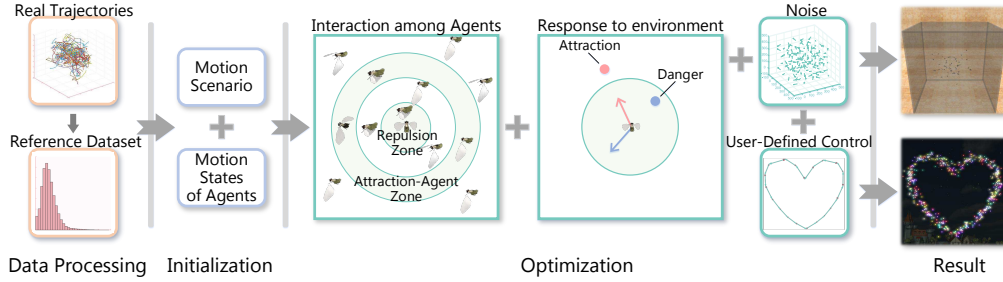 Real Trajectories
Reference Dataset
Data Processing
Motion
Scenario
Motion
States
of Agents
Initialization
Interaction among Agents
Repulsion
Zone
Attraction-Agent
Zone
Response to environment
Attraction
Danger
Noise
User-Defined Control
Optimization
Result